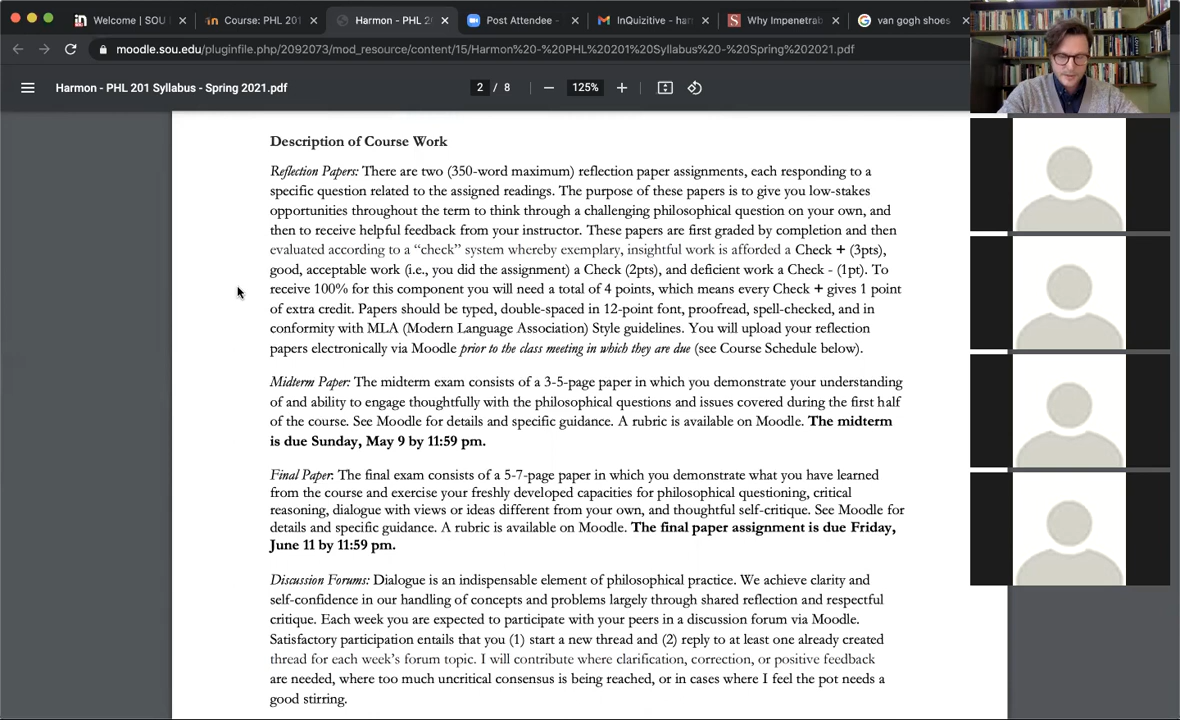 Welcome | SOU
Course: PHL 201
Harmon - PHL 2
Post Attendee -
InQuizitive - har
Why Impenetrab
van gogh shoes
moodle.sou.edu/pluginfile.php/2092073/mod_resource/content/15/Harmon%20-%20PHL%20201%20Syllabus%20-%20Spring%202021.pdf
Harmon - PHL 201 Syllabus - Spring 2021.pdf
2 / 8
125%
Description of Course Work
Reflection Papers: There are two (350-word maximum) reflection paper assignments, each responding to a
specific question related to the assigned readings. The purpose of these papers is to give you low-stakes
opportunities throughout the term to think through a challenging philosophical question on your own, and
then to receive helpful feedback from your instructor. These papers are first graded by completion and then
evaluated according to a “check” system whereby exemplary, insightful work is afforded a Check + (3pts),
good, acceptable work (i.e., you did the assignment) a Check (2pts), and deficient work a Check - (1pt). To
receive 100% for this component you will need a total of 4 points, which means every Check + gives 1 point
of extra credit. Papers should be typed, double-spaced in 12-point font, proofread, spell-checked, and in
conformity with MLA (Modern Language Association) Style guidelines. You will upload your reflection
papers electronically via Moodle prior to the class meeting in which they are due (see Course Schedule below).
Midterm Paper: The midterm exam consists of a 3-5-page paper in which you demonstrate your understanding
of and ability to engage thoughtfully with the philosophical questions and issues covered during the first half
of the course. See Moodle for details and specific guidance. A rubric is available on Moodle. The midterm
is due Sunday, May 9 by 11:59 pm.
Final Paper: The final exam consists of a 5-7-page paper in which you demonstrate what you have learned
from the course and exercise your freshly developed capacities for philosophical questioning, critical
reasoning, dialogue with views or ideas different from your own, and thoughtful self-critique. See Moodle for
details and specific guidance. A rubric is available on Moodle. The final paper assignment is due Friday,
June 11 by 11:59 pm.
Discussion Forums: Dialogue is an indispensable element of philosophical practice. We achieve clarity and
self-confidence in our handling of concepts and problems largely through shared reflection and respectful
critique. Each week you are expected to participate with your peers in a discussion forum via Moodle.
Satisfactory participation entails that you (1) start a new thread and (2) reply to at least one already created
thread for each week’s forum topic. I will contribute where clarification, correction, or positive feedback
are needed, where too much uncritical consensus is being reached, or in cases where I feel the pot needs a
good stirring.